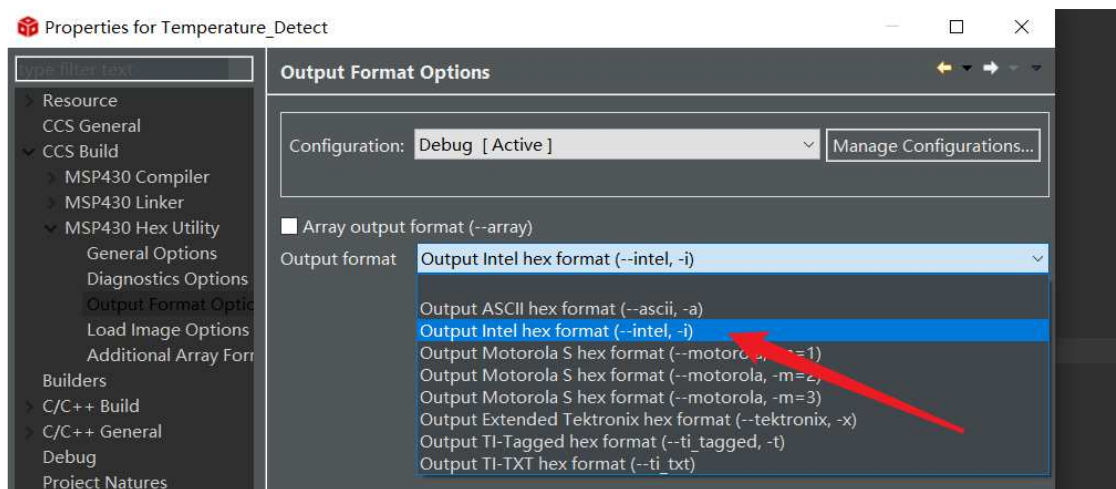 Properties for Temperature_Detect
type filter text
Resource
CCS General
CCS Build
MSP430 Compiler
MSP430 Linker
MSP430 Hex Utility
General Options
Diagnostics Options
Output Format Optic
Load Image Options
Additional Array Forr
Builders
C/C++ Build
C/C++ General
Debug
Project Natures
Output Format Options
Configuration: Debug [ Active ] Manage Configurations...
Array output format (--array)
Output format Output Intel hex format (--intel, -i)
Output ASCII hex format (--ascii, -a)
Output Intel hex format (--intel, -i)
Output Motorola S hex format (--motorola, -m=1)
Output Motorola S hex format (--motorola, -m=2)
Output Motorola S hex format (--motorola, -m=3)
Output Extended Tektronix hex format (--tektronix, -x)
Output TI-Tagged hex format (--ti_tagged, -t)
Output TI-TXT hex format (--ti_txt)